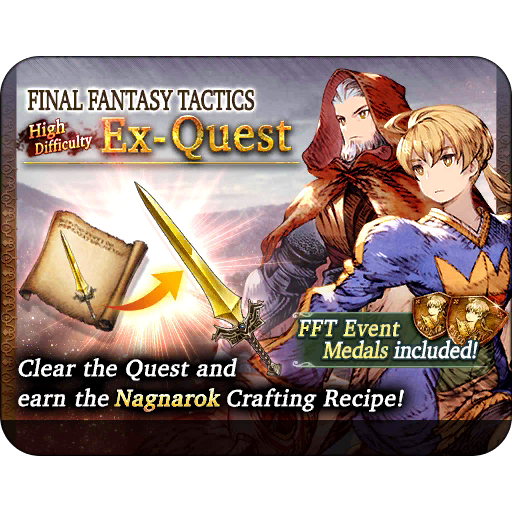 FINAL FANTASY TACTICS
High
Difficulty
Ex-Quest
FFT Event
Medals included!
Clear the Quest and
earn the Nagnarok Crafting Recipe!